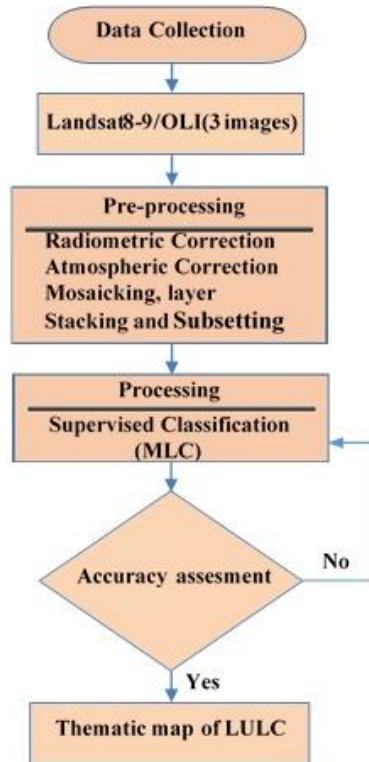 Data Collection
Landsat8-9/OLI(3 images)
Pre-processing
Radiometric Correction
Atmospheric Correction
Mosaicking, layer
Stacking and Subsetting
Processing
Supervised Classification
(MLC)
Accuracy assesment
No
Yes
Thematic map of LULC